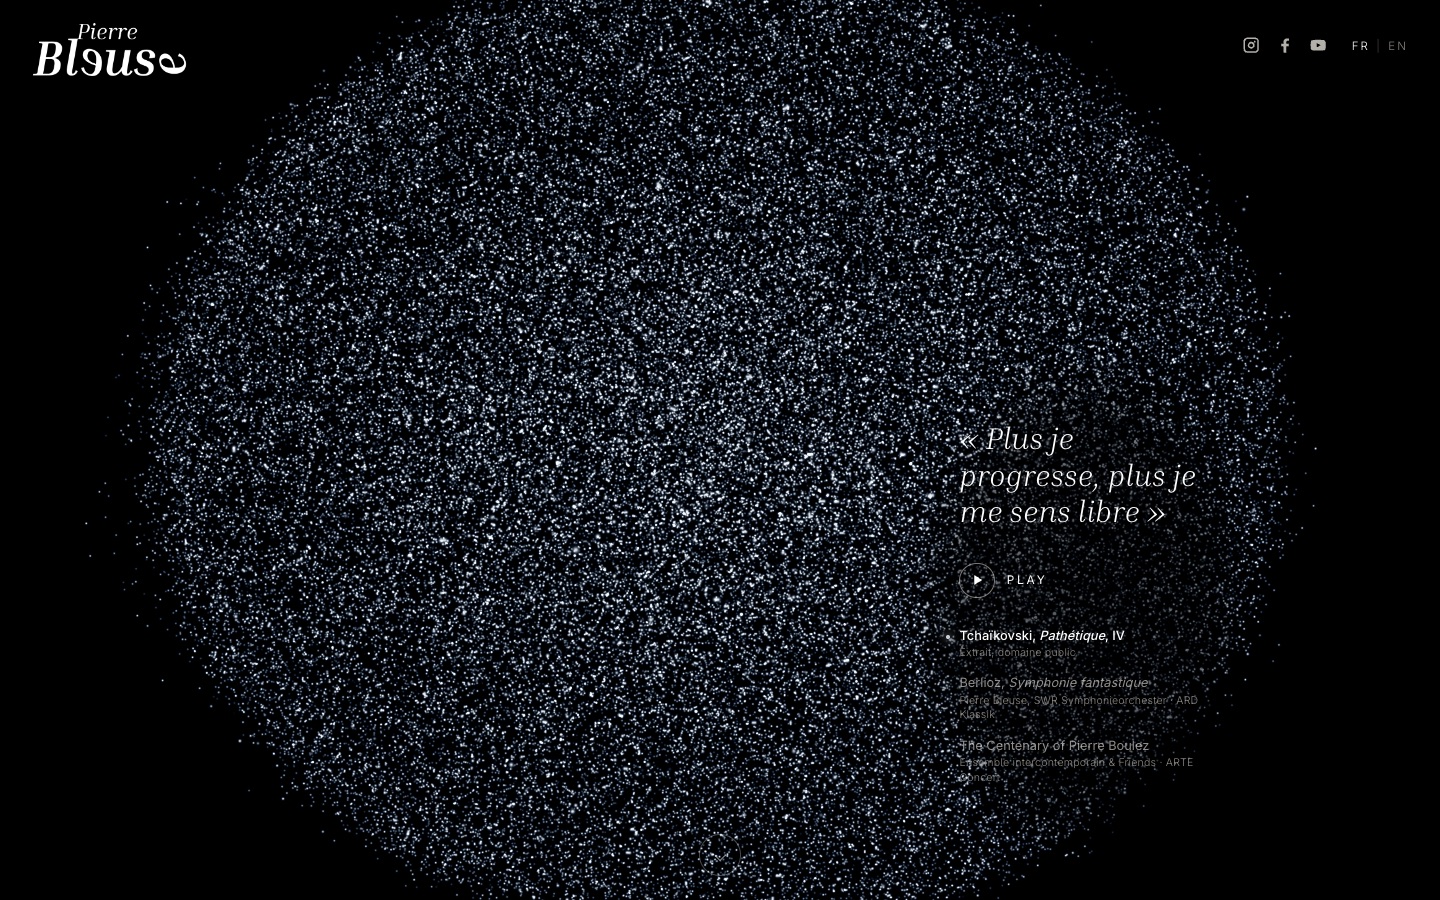 Pierre
Bleuse
FR | EN
« Plus je
progresse, plus je
me sens libre »
PLAY
Tchaïkovski, Pathétique, IV
Extrait, domaine public
Berlioz, Symphonie fantastique
Pierre Bleuse, SWR Symphonieorchester · ARD
Klassik
The Centenary of Pierre Boulez
Ensemble intercontemporain & Friends · ARTE
Concert